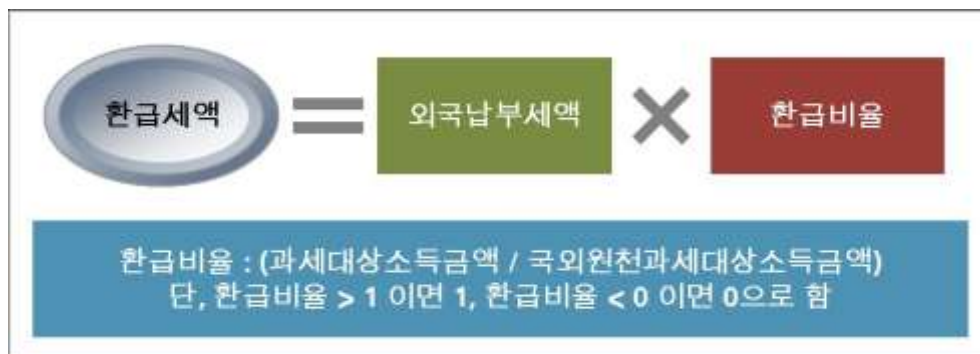 환급세액 = 외국납부세액 × 환급비율
환급비율 : (과세대상소득금액 / 국외원천과세대상소득금액)
단, 환급비율 > 1 이면 1, 환급비율 < 0 이면 0으로 함